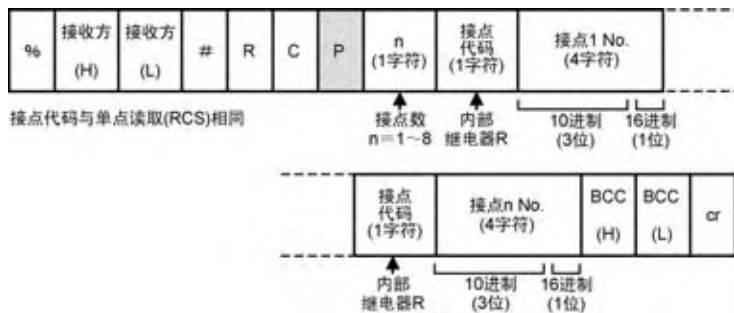 % 接收方 (H) 接收方 (L) # R C P n (1字符) 接点代码 (1字符) 接点1 No. (4字符)
接点代码与单点读取(RCS)相同
接点数 n=1~8
内部继电器R
10进制 (3位)
16进制 (1位)
接点代码 (1字符) 接点n No. (4字符) BCC (H) BCC (L) cr
内部继电器R
10进制 (3位)
16进制 (1位)